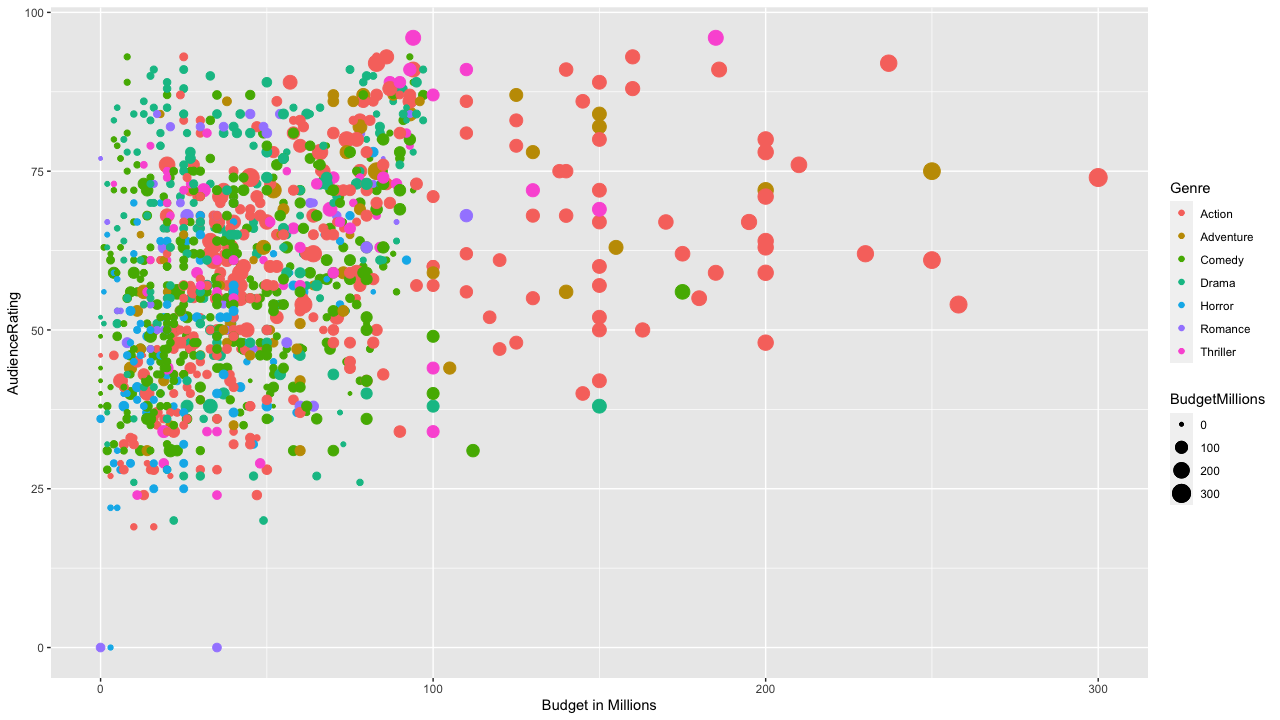 100
75
50
25
0
AudienceRating
0 100 200 300
Budget in Millions
Genre
Action
Adventure
Comedy
Drama
Horror
Romance
Thriller
BudgetMillions
0
100
200
300